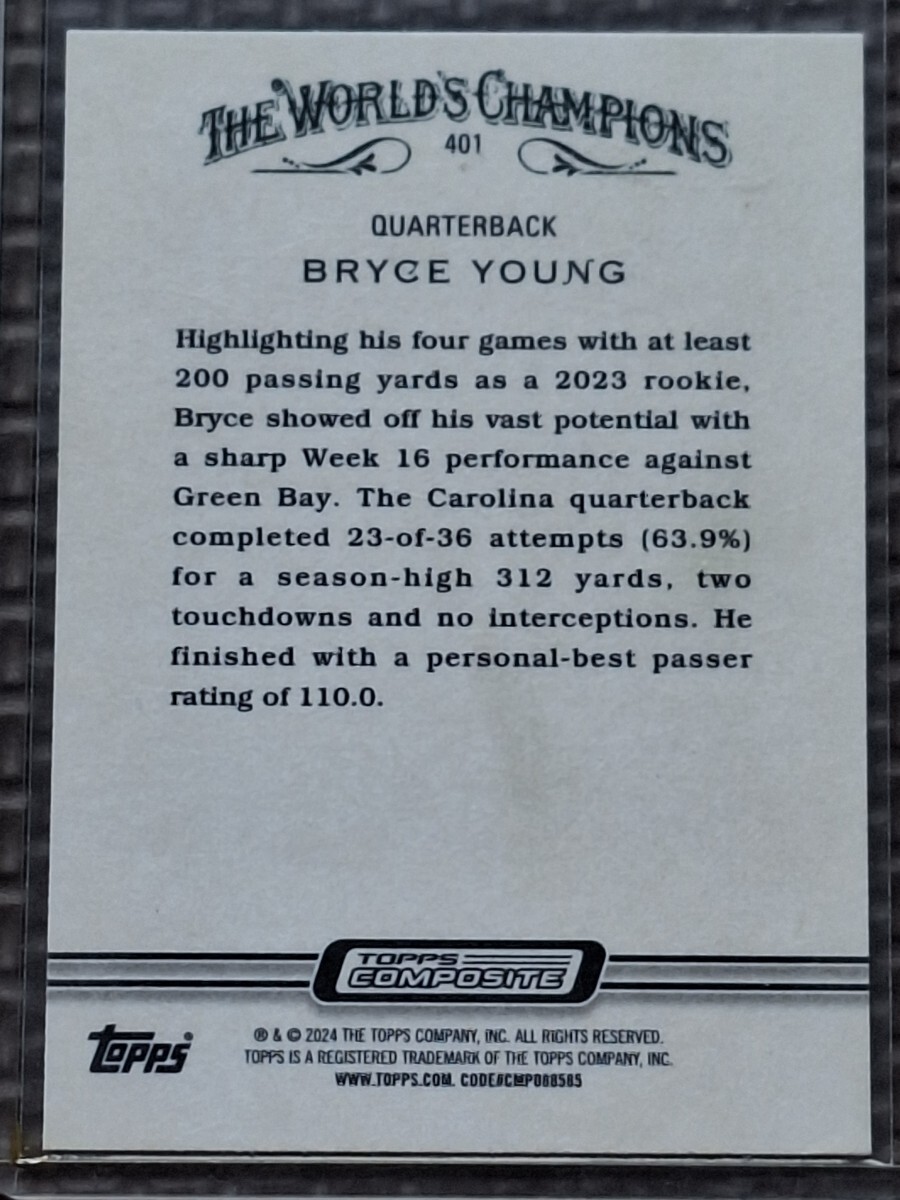 THE WORLD'S CHAMPIONS
401
QUARTERBACK
BRYCE YOUNG
Highlighting his four games with at least
200 passing yards as a 2023 rookie,
Bryce showed off his vast potential with
a sharp Week 16 performance against
Green Bay. The Carolina quarterback
completed 23-of-36 attempts (63.9%)
for a season-high 312 yards, two
touchdowns and no interceptions. He
finished with a personal-best passer
rating of 110.0.
TOPPS
COMPOSITE
topps®
® & © 2024 THE TOPPS COMPANY, INC. ALL RIGHTS RESERVED.
TOPPS IS A REGISTERED TRADEMARK OF THE TOPPS COMPANY, INC.
WWW.TOPPS.COM. CODE#CMP088585